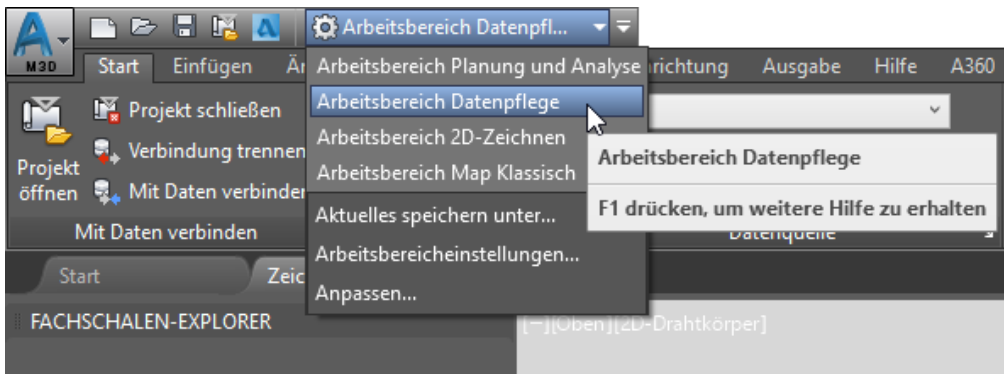 Arbeitsbereich Datenpfl...
M3D
Start Einfügen Är richtung Ausgabe Hilfe A360
Arbeitsbereich Planung und Analyse
Arbeitsbereich Datenpflege
Arbeitsbereich 2D-Zeichnen
Arbeitsbereich Map Klassisch
Aktuelles speichern unter...
Arbeitsbereicheinstellungen...
Anpassen...
Arbeitsbereich Datenpflege
F1 drücken, um weitere Hilfe zu erhalten
Projekt öffnen
Projekt schließen
Verbindung trennen
Mit Daten verbinden
Mit Daten verbinden
Datenquelle
Start Zeic
FACHSCHALEN-EXPLORER
[−][Oben][2D-Drahtkörper]